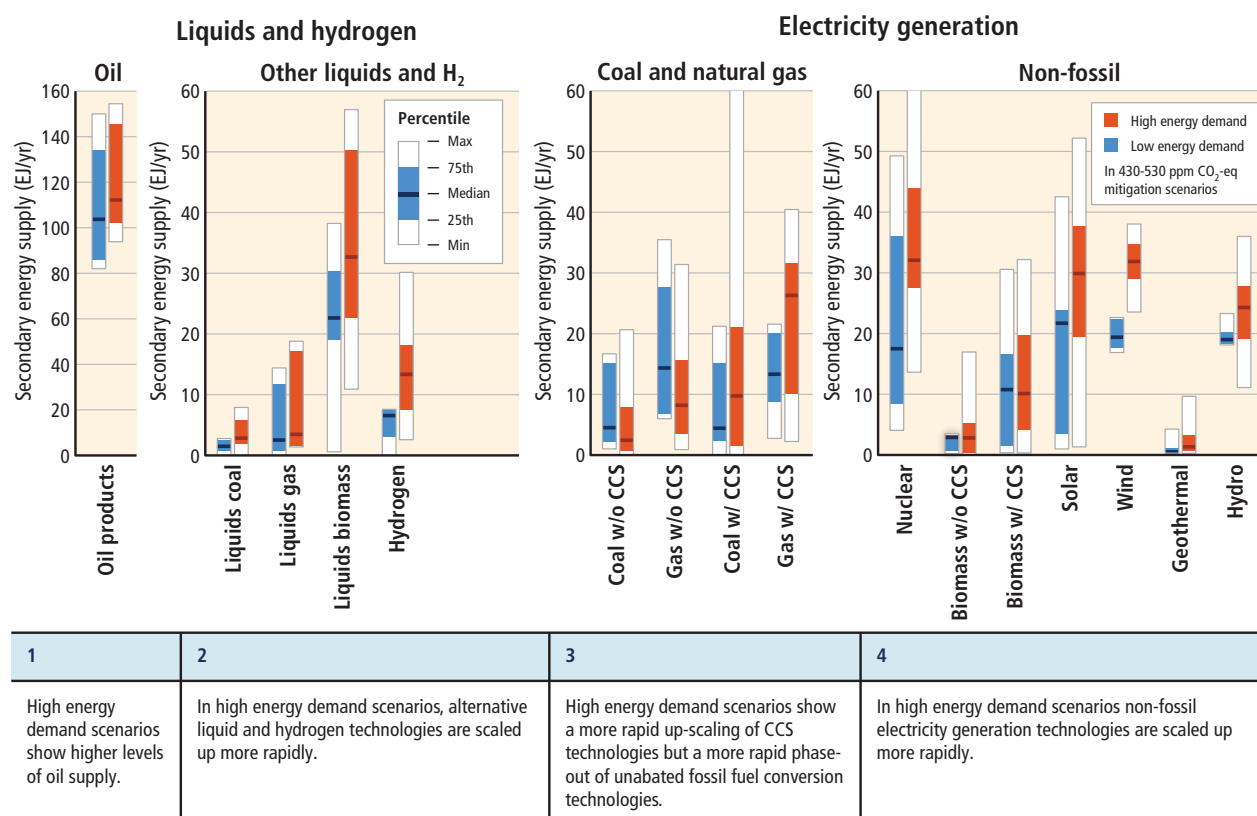 Liquids and hydrogen
Electricity generation
Oil
Other liquids and H2
Coal and natural gas
Non-fossil
Secondary energy supply (EJ/yr)
160
140
120
100
80
60
40
20
0
Oil products
Secondary energy supply (EJ/yr)
60
50
40
30
20
10
0
Percentile
Max
75th
Median
25th
Min
Liquids coal
Liquids gas
Liquids biomass
Hydrogen
Secondary energy supply (EJ/yr)
60
50
40
30
20
10
0
Coal w/o CCS
Gas w/o CCS
Coal w/ CCS
Gas w/ CCS
Secondary energy supply (EJ/yr)
60
50
40
30
20
10
0
High energy demand
Low energy demand
In 430-530 ppm CO2-eq
mitigation scenarios
Nuclear
Biomass w/o CCS
Biomass w/ CCS
Solar
Wind
Geothermal
Hydro
1
2
3
4
High energy
demand scenarios
show higher levels
of oil supply.
In high energy demand scenarios, alternative
liquid and hydrogen technologies are scaled
up more rapidly.
High energy demand scenarios show
a more rapid up-scaling of CCS
technologies but a more rapid phase-
out of unabated fossil fuel conversion
technologies.
In high energy demand scenarios non-fossil
electricity generation technologies are scaled up
more rapidly.